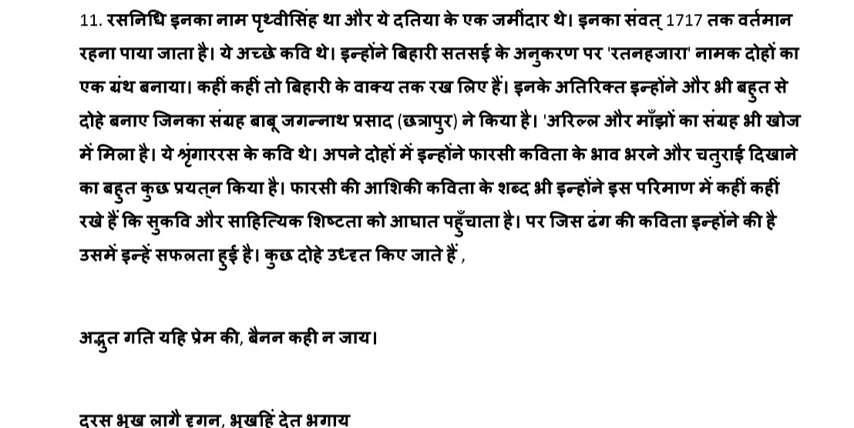 11. रसनिधि इनका नाम पृथ्वीसिंह था और ये दतिया के एक जमींदार थे। इनका संवत् 1717 तक वर्तमान
रहना पाया जाता है। ये अच्छे कवि थे। इन्होंने बिहारी सतसई के अनुकरण पर 'रतनहजारा' नामक दोहों का
एक ग्रंथ बनाया। कहीं कहीं तो बिहारी के वाक्य तक रख लिए हैं। इनके अतिरिक्त इन्होंने और भी बहुत से
दोहे बनाए जिनका संग्रह बाबू जगन्नाथ प्रसाद (छत्रापुर) ने किया है। 'अरिल्ल और माँझों का संग्रह भी खोज
में मिला है। ये श्रृंगाररस के कवि थे। अपने दोहों में इन्होंने फारसी कविता के भाव भरने और चतुराई दिखाने
का बहुत कुछ प्रयत्न किया है। फारसी की आशिकी कविता के शब्द भी इन्होंने इस परिमाण में कहीं कहीं
रखे हैं कि सुकवि और साहित्यिक शिष्टता को आघात पहुँचाता है। पर जिस ढंग की कविता इन्होंने की है
उसमें इन्हें सफलता हुई है। कुछ दोहे उध्दृत किए जाते हैं ,
अद्भुत गति यहि प्रेम की, बैनन कही न जाय।
दरस भूख लागै दृगन, भूखहिं देत भगाय